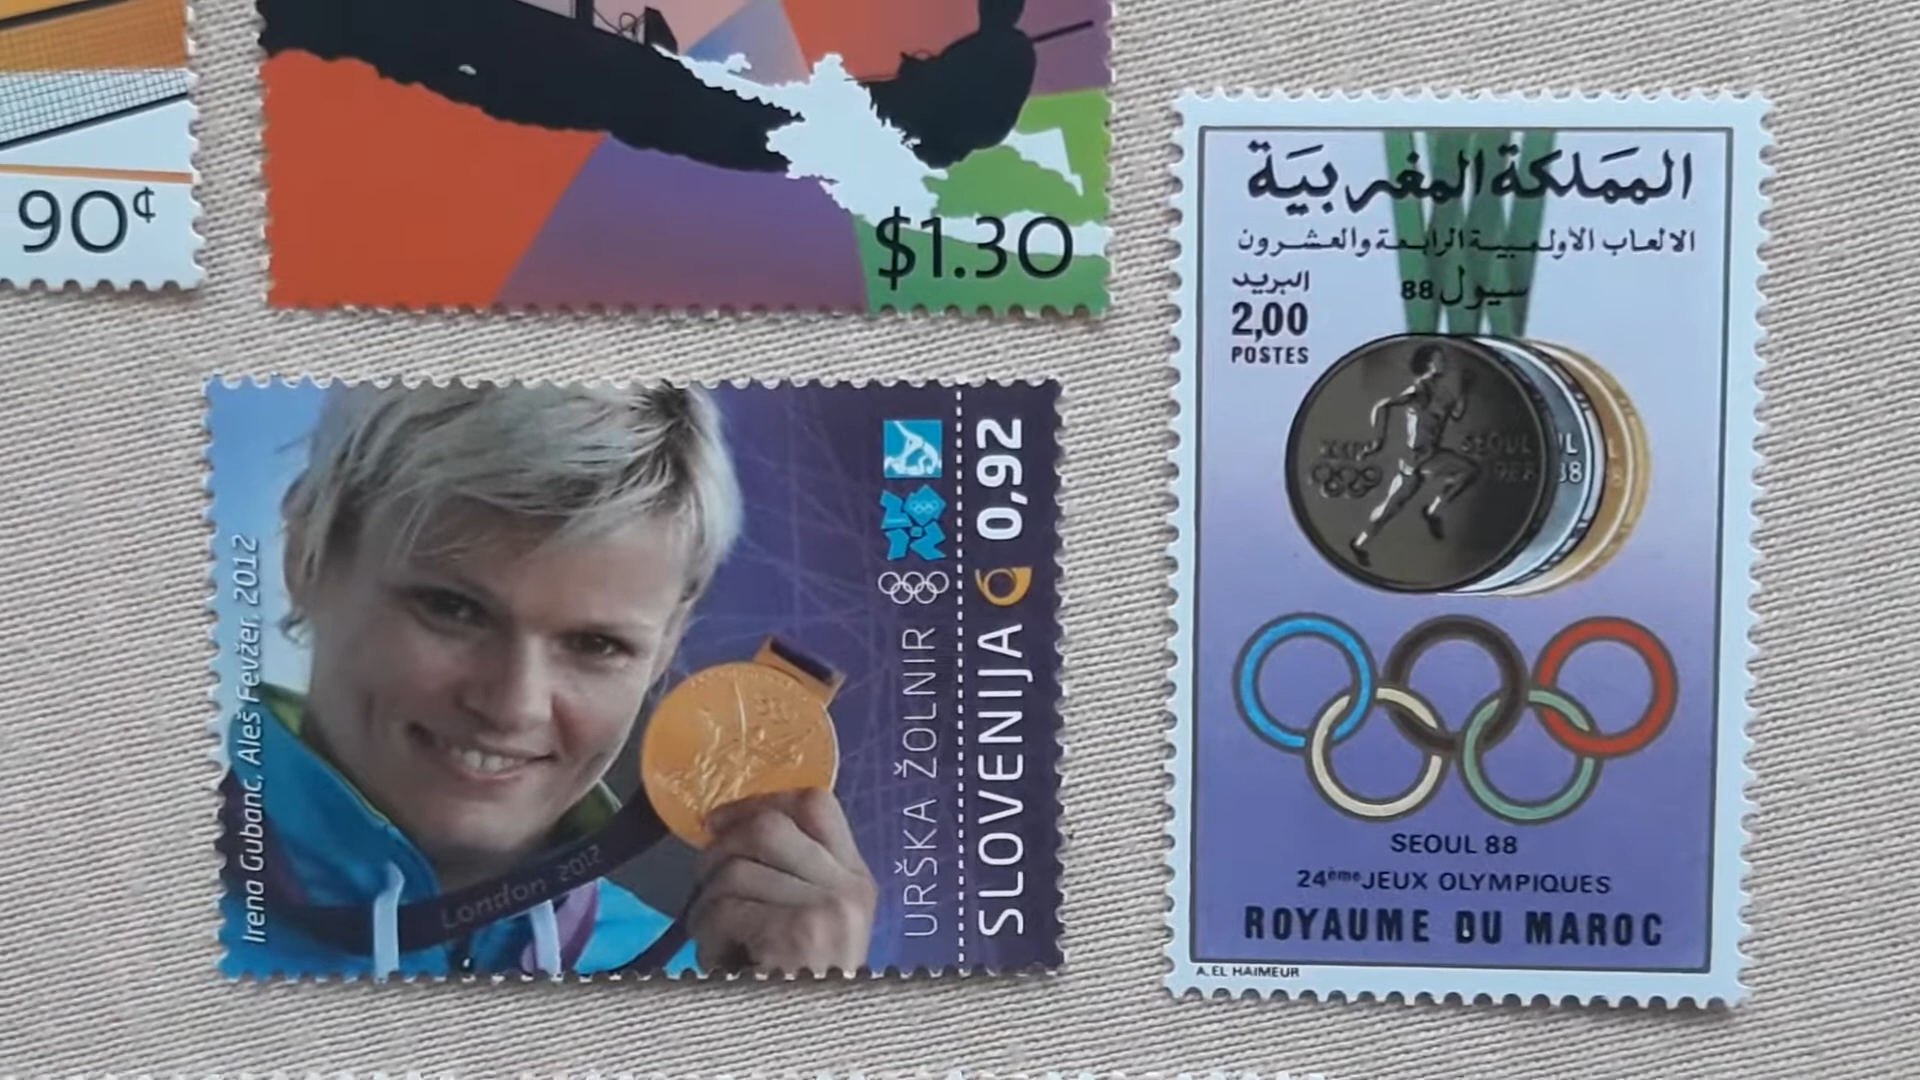 90¢
$1.30
Irena Gubanc, Aleš Fevžer, 2012
London 2012
URŠKA ŽOLNIR
SLOVENIJA 0,92
المملكة المغربية
الالعاب الاولمبية الرابعة والعشرون
سيول 88
البريد
2,00
POSTES
SEOUL
1988
SEOUL 88
24ème JEUX OLYMPIQUES
ROYAUME DU MAROC
A. EL HAIMEUR